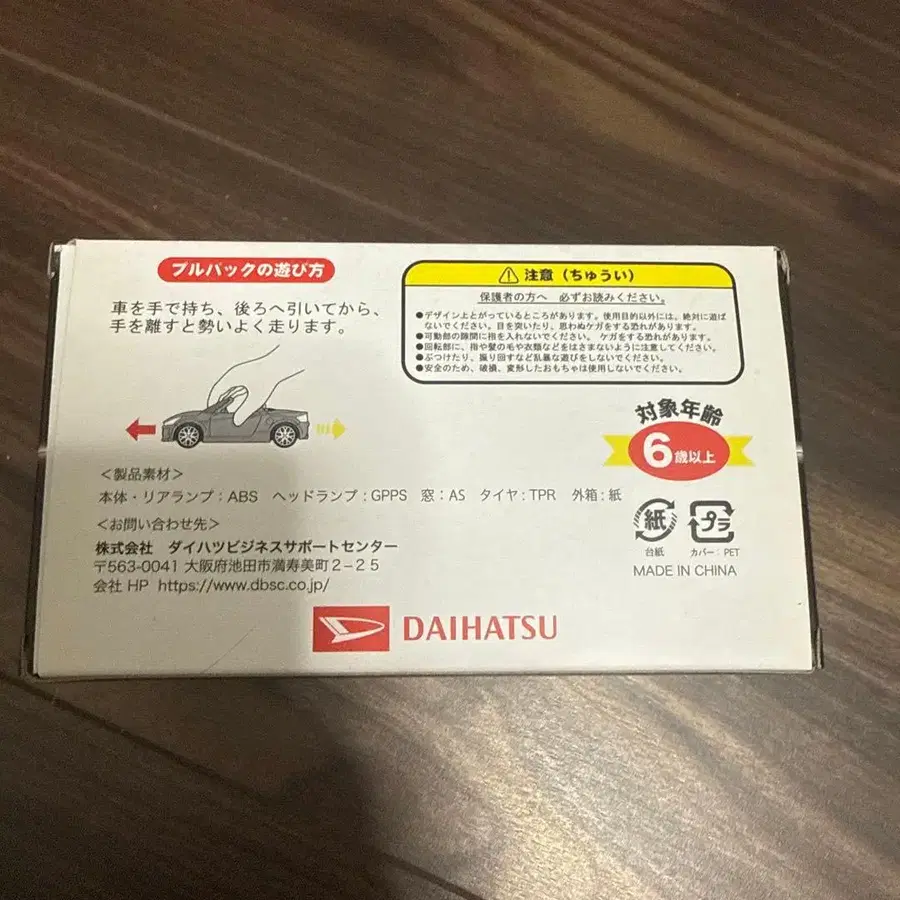 プルバックの遊び方
車を手で持ち、後ろへ引いてから、
手を離すと勢いよく走ります。
注意（ちゅうい）
保護者の方へ　必ずお読みください。
●デザイン上とがっているところがあります。使用目的以外には、絶対に遊ば
ないでください。目を突いたり、思わぬケガをする恐れがあります。
●可動部の隙間に指を入れないでください。 ケガをする恐れがあります。
●回転部に、指や髪の毛や衣類などをはさまないように注意してください。
●ぶつけたり、振り回すなど乱暴な遊びをしないでください。
●安全のため、破損、変形したおもちゃは使用しないでください。
対象年齢
6歳以上
＜製品素材＞
本体・リアランプ：ABS　ヘッドランプ：GPPS　窓：AS　タイヤ：TPR　外箱：紙
＜お問い合わせ先＞
株式会社　ダイハツビジネスサポートセンター
〒563-0041 大阪府池田市満寿美町2−25
会社 HP　https://www.dbsc.co.jp/
紙
プラ
台紙
カバー：PET
MADE IN CHINA
DAIHATSU